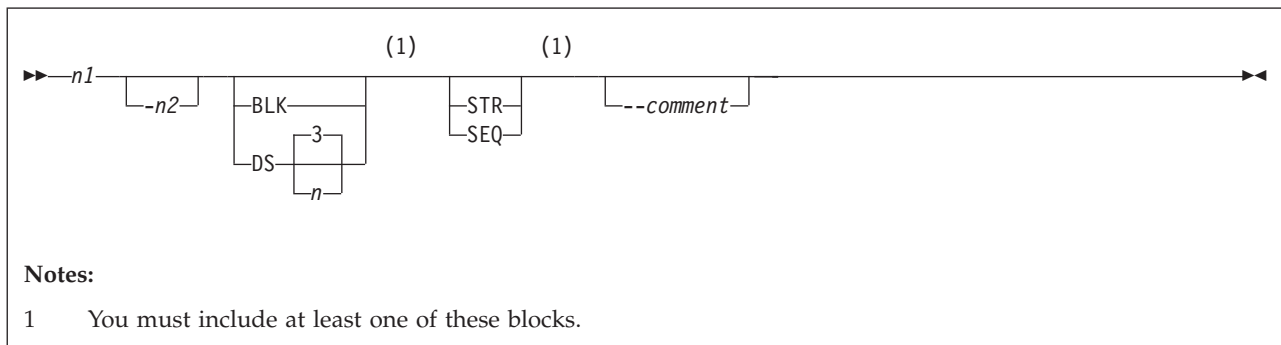 (1) (1)
n1
-n2 BLK STR --comment
3 SEQ
DS
n
Notes:
1 You must include at least one of these blocks.